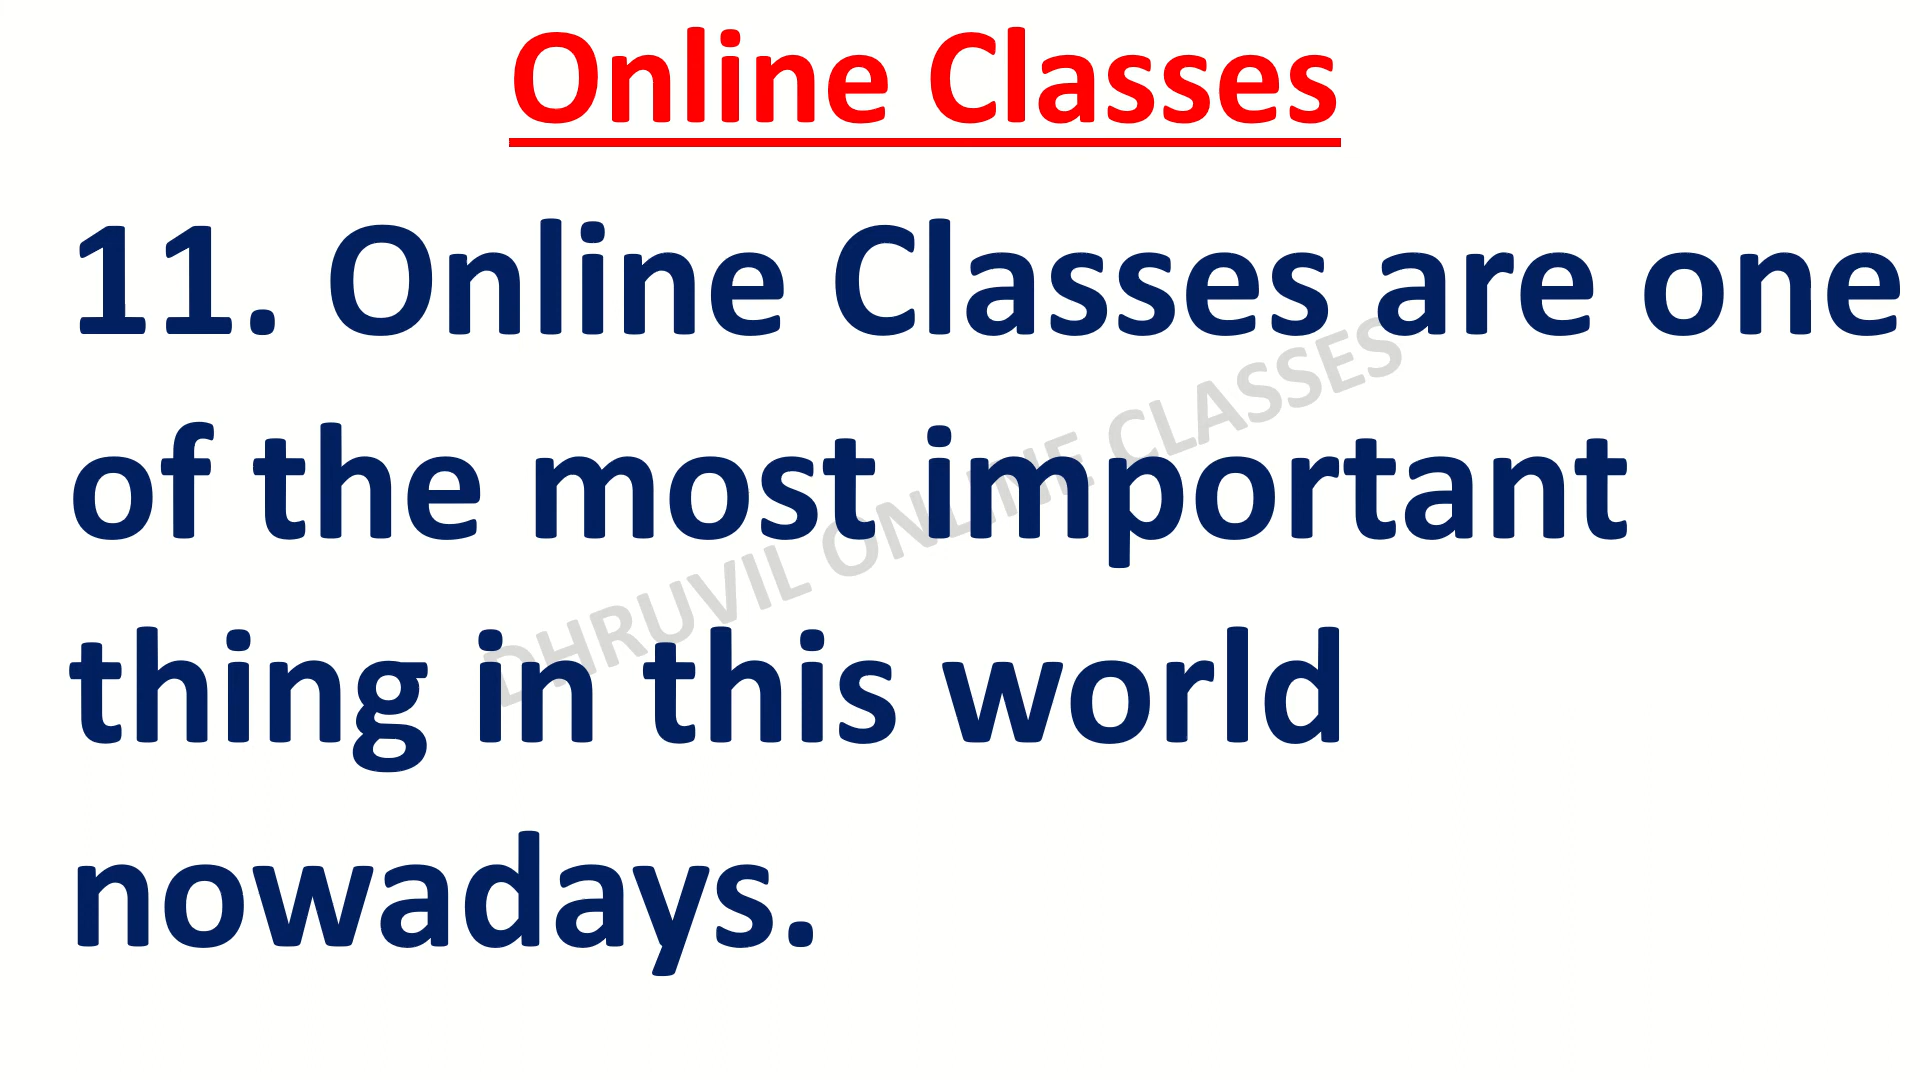 Online Classes
11. Online Classes are one
of the most important
thing in this world
nowadays.
DHRUVIL ONLINE CLASSES